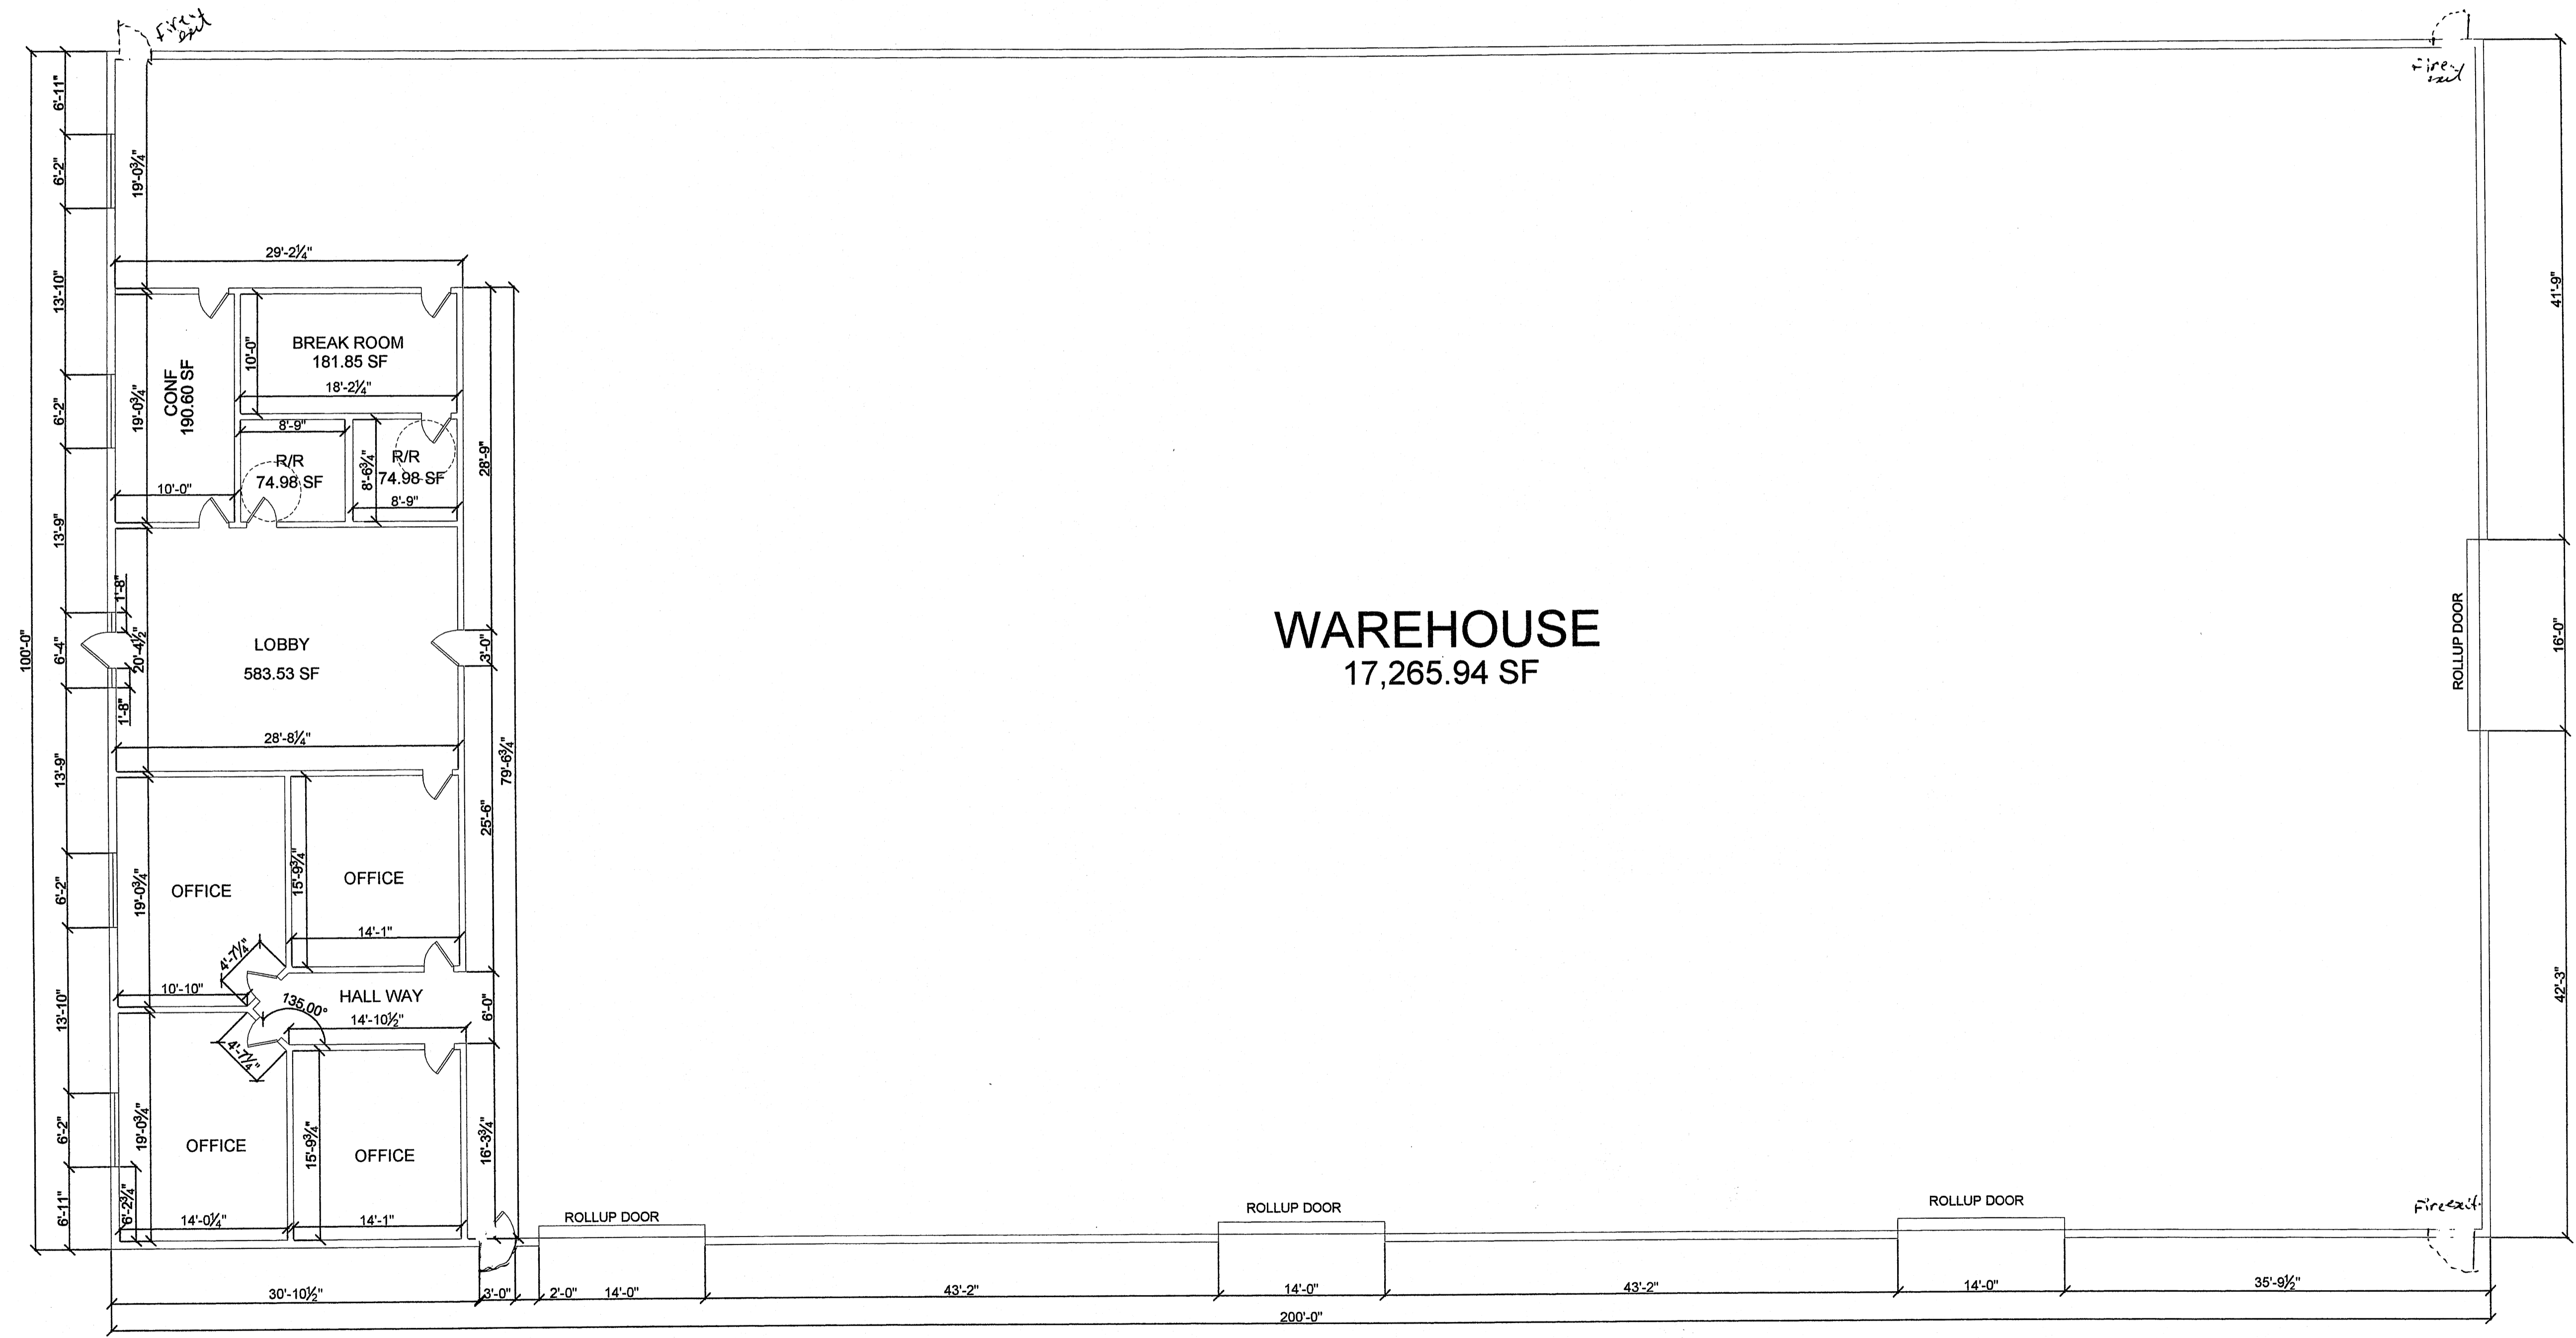 Fire exit
Fire exit
6'-11"
6'-2"
13'-10"
6'-2"
13'-9"
6'-4"
13'-9"
6'-2"
13'-10"
6'-2"
6'-11"
100'-0"
19'-0¾"
19'-0¾"
1'-8"
20'-4½"
1'-8"
19'-0¾"
19'-0¾"
6'-2¾"
29'-2¼"
CONF
190.60 SF
10'-0"
BREAK ROOM
181.85 SF
10'-0"
18'-2¼"
8'-9"
R/R
74.98 SF
8'-6¾"
R/R
74.98 SF
8'-9"
LOBBY
583.53 SF
28'-8¼"
OFFICE
10'-10"
OFFICE
15'-9¾"
14'-1"
4'-7¼"
HALL WAY
135.00°
14'-10½"
4'-7¼"
OFFICE
14'-0¼"
OFFICE
15'-9¾"
14'-1"
28'-9"
3'-0"
25'-6"
6'-0"
16'-3¾"
79'-6¾"
WAREHOUSE
17,265.94 SF
41'-9"
ROLLUP DOOR
16'-0"
42'-3"
Fire exit
ROLLUP DOOR
ROLLUP DOOR
ROLLUP DOOR
30'-10½"
3'-0"
2'-0"
14'-0"
43'-2"
14'-0"
43'-2"
14'-0"
35'-9½"
200'-0"